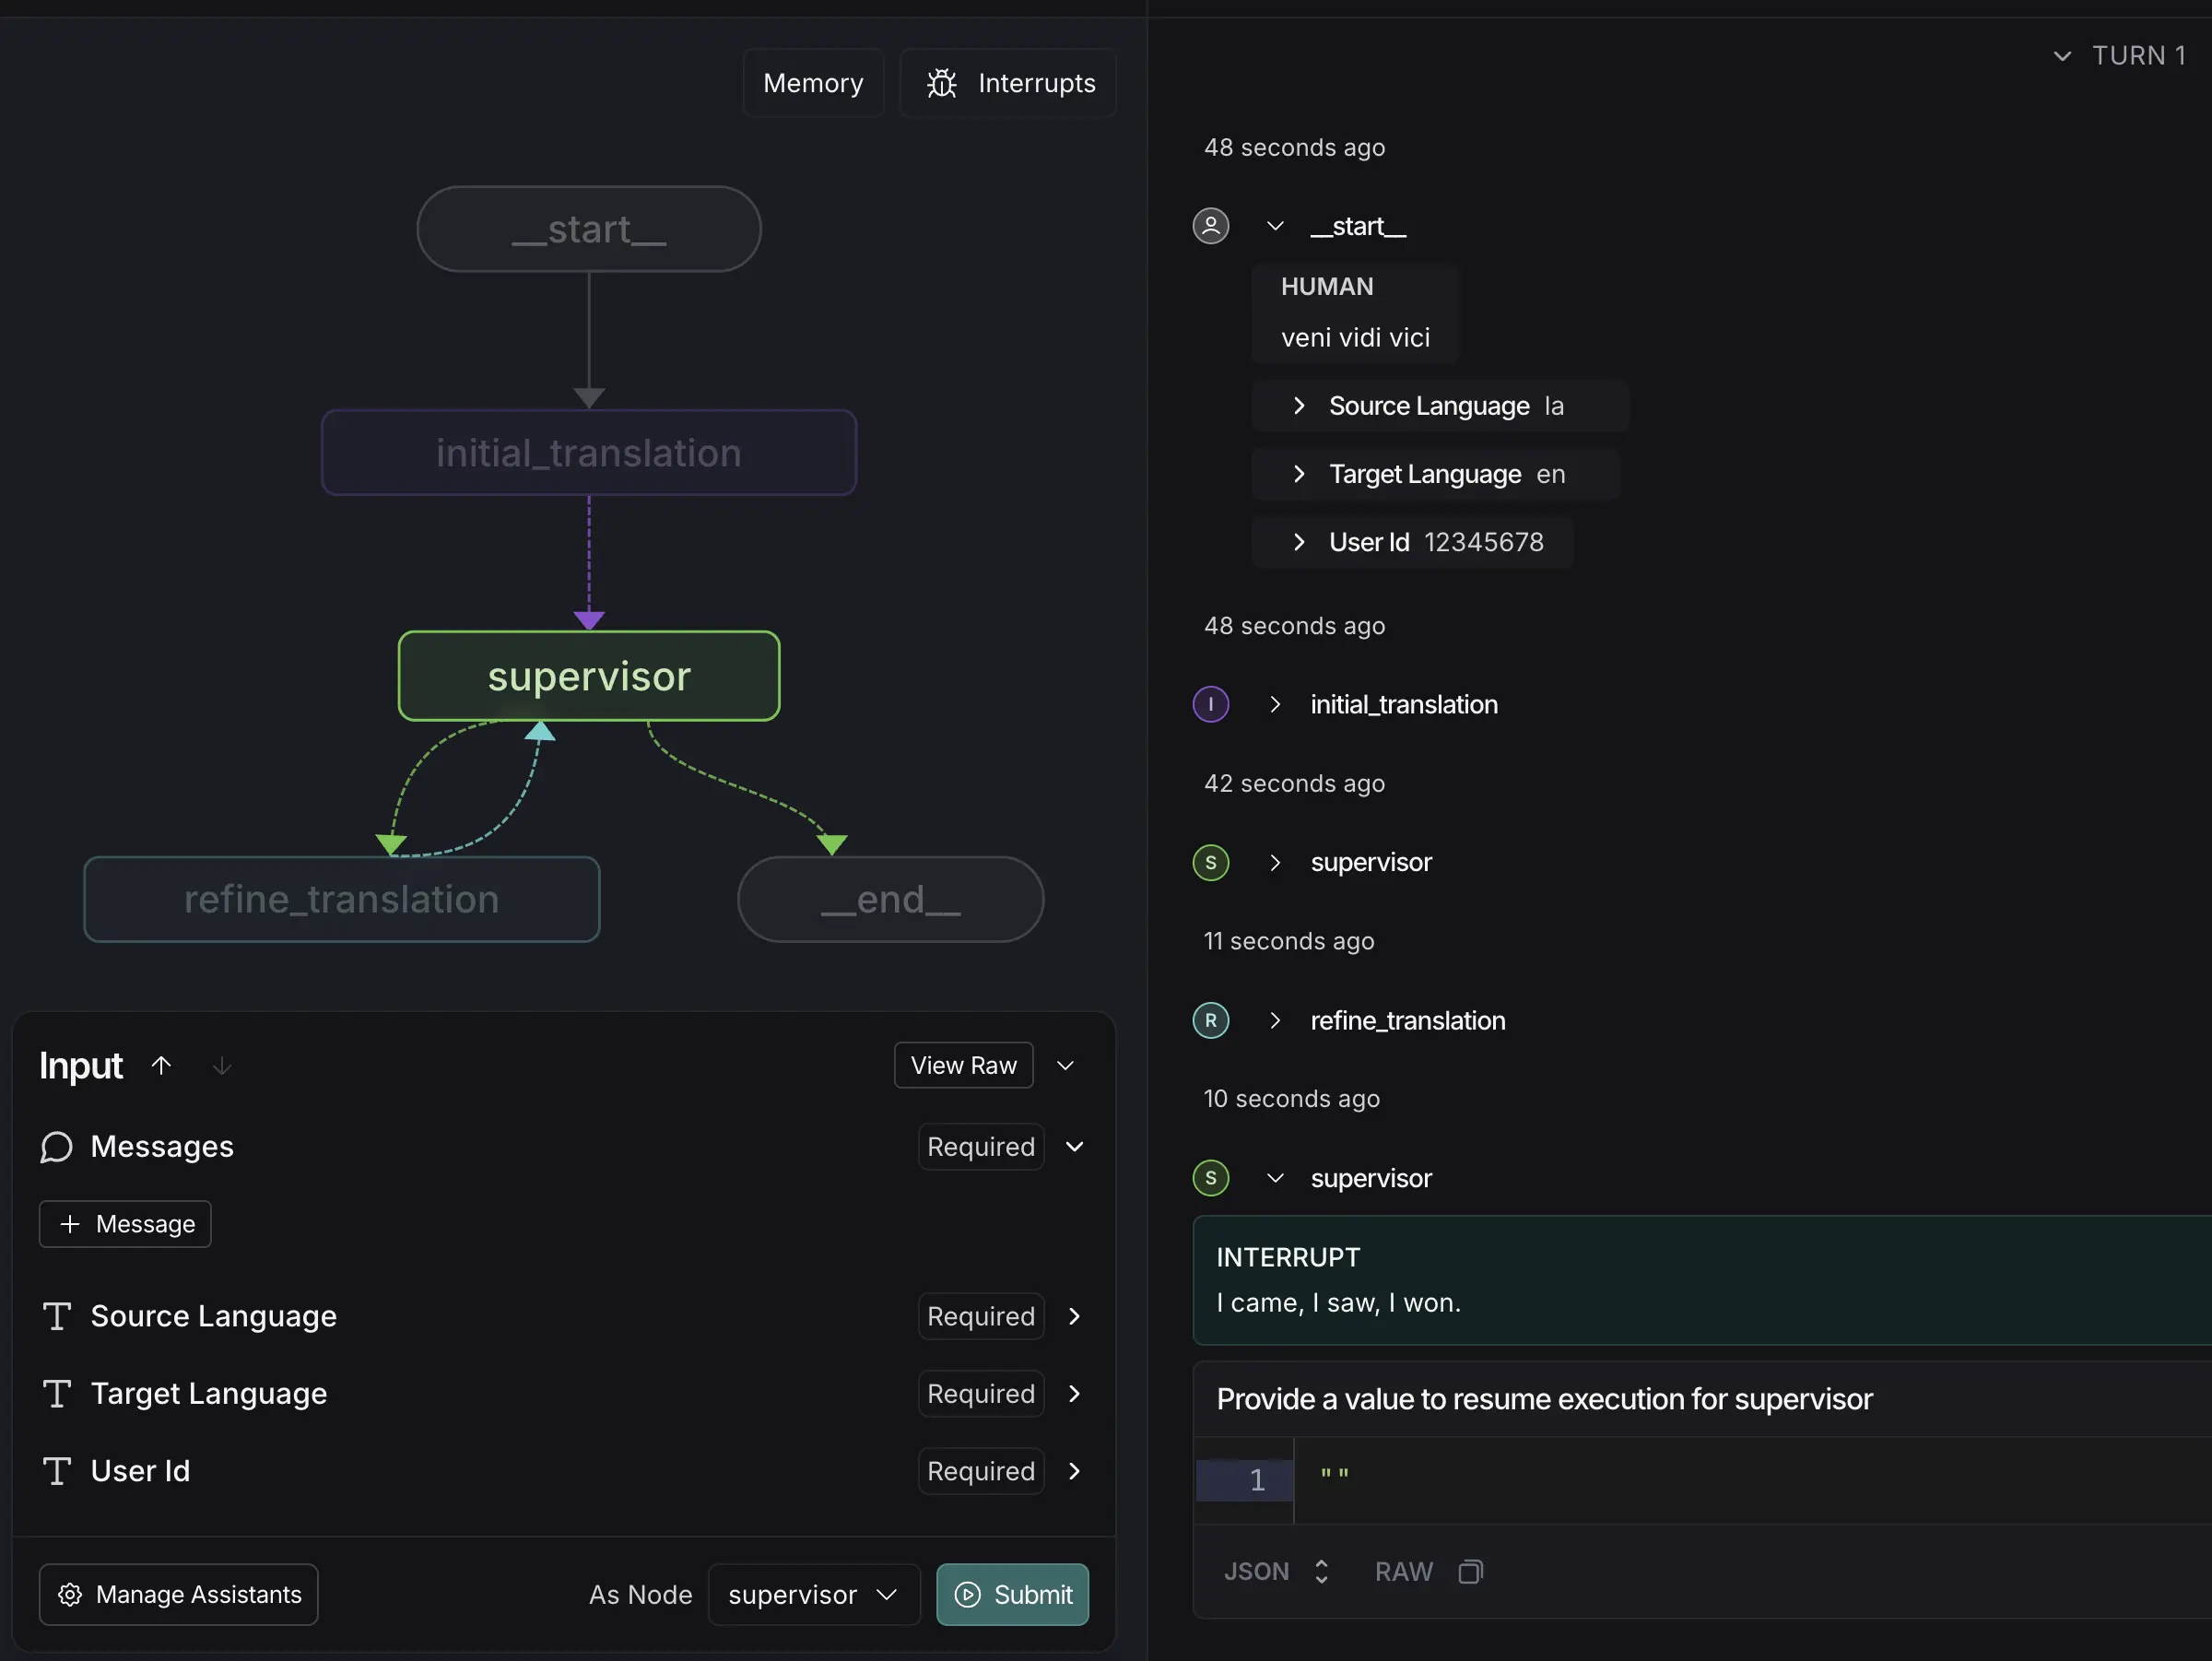 Memory
Interrupts
__start__
initial_translation
supervisor
refine_translation
__end__
Input
View Raw
Messages
Required
+ Message
Source Language
Required
Target Language
Required
User Id
Required
Manage Assistants
As Node
supervisor
Submit
TURN 1
48 seconds ago
__start__
HUMAN
veni vidi vici
Source Language la
Target Language en
User Id 12345678
48 seconds ago
I
initial_translation
42 seconds ago
S
supervisor
11 seconds ago
R
refine_translation
10 seconds ago
S
supervisor
INTERRUPT
I came, I saw, I won.
Provide a value to resume execution for supervisor
1
""
JSON
RAW